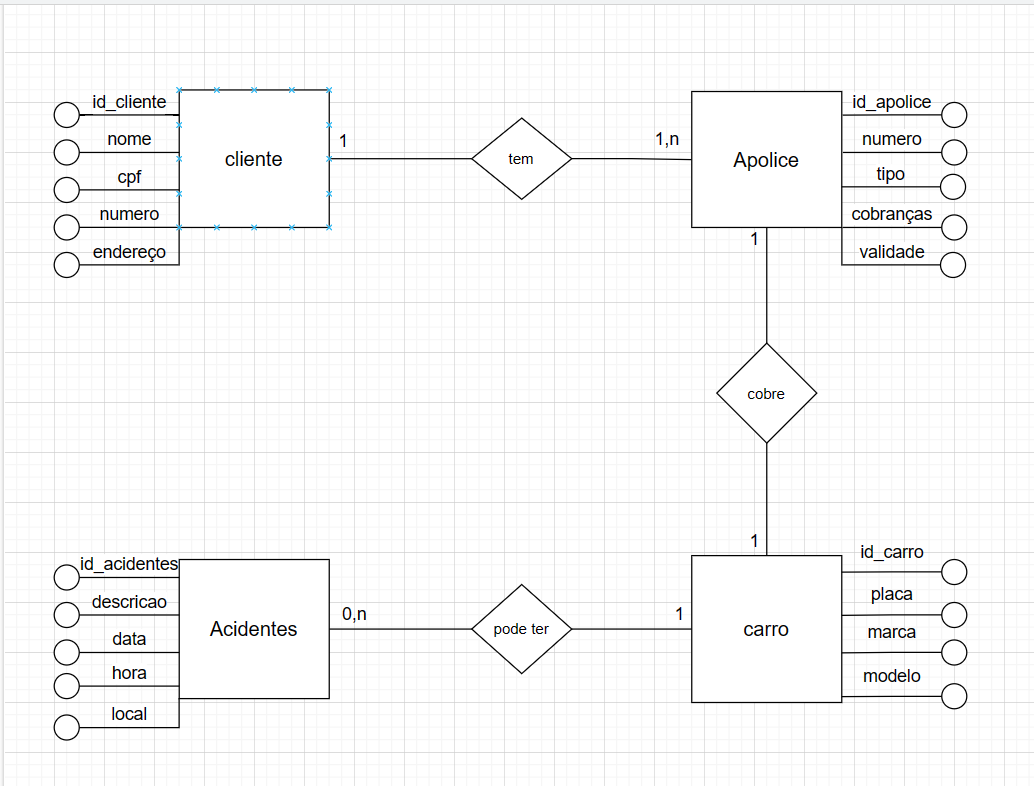 id_cliente
nome
cpf
numero
endereço
cliente
1
tem
1,n
Apolice
id_apolice
numero
tipo
cobranças
validade
1
cobre
1
id_acidentes
descricao
data
hora
local
Acidentes
0,n
pode ter
1
carro
id_carro
placa
marca
modelo